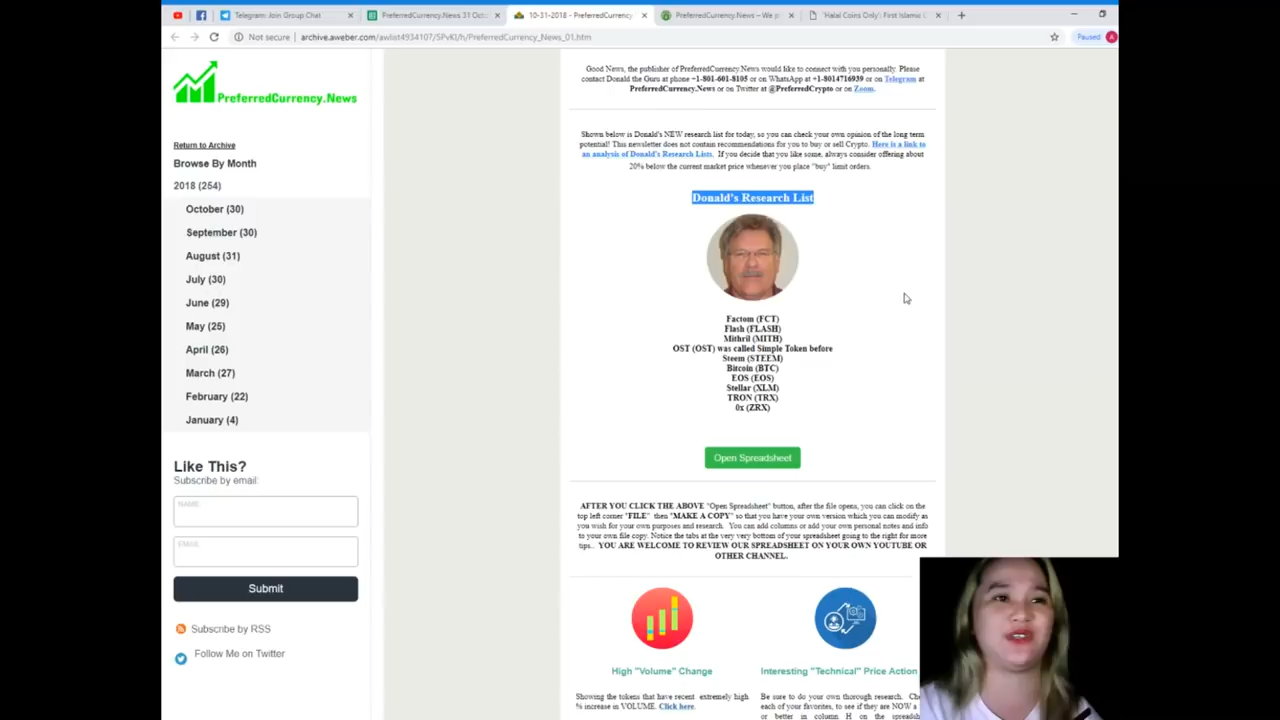 Telegram: Join Group Chat
PreferredCurrency.News 31 Octo
10-31-2018 - PreferredCurrency
PreferredCurrency.News – We p
'Halal Coins Only': First Islamic
Not secure | archive.aweber.com/awlist4934107/5PvKl/h/PreferredCurrency_News_01.htm
Paused
A
PreferredCurrency.News
Return to Archive
Browse By Month
2018 (254)
October (30)
September (30)
August (31)
July (30)
June (29)
May (25)
April (26)
March (27)
February (22)
January (4)
Like This?
Subscribe by email:
NAME
EMAIL
Submit
Subscribe by RSS
Follow Me on Twitter
Good News, the publisher of PreferredCurrency.News would like to connect with you personally. Please
contact Donald the Guru at phone +1-801-601-8105 or on WhatsApp at +1-8014716939 or on Telegram at
PreferredCurrency.News or on Twitter at @PreferredCrypto or on Zoom.
Shown below is Donald's NEW research list for today, so you can check your own opinion of the long term
potential! This newsletter does not contain recommendations for you to buy or sell Crypto. Here is a link to
an analysis of Donald's Research Lists. If you decide that you like some, always consider offering about
20% below the current market price whenever you place "buy" limit orders.
Donald's Research List
Factom (FCT)
Flash (FLASH)
Mithril (MITH)
OST (OST) was called Simple Token before
Steem (STEEM)
Bitcoin (BTC)
EOS (EOS)
Stellar (XLM)
TRON (TRX)
0x (ZRX)
Open Spreadsheet
AFTER YOU CLICK THE ABOVE "Open Spreadsheet" button, after the file opens, you can click on the
top left corner "FILE" then "MAKE A COPY" so that you have your own version which you can modify as
you wish for your own purposes and research. You can add columns or add your own personal notes and info
to your own file copy. Notice the tabs at the very very bottom of your spreadsheet going to the right for more
tips.. YOU ARE WELCOME TO REVIEW OUR SPREADSHEET ON YOUR OWN YOUTUBE OR
OTHER CHANNEL.
High "Volume" Change
Showing the tokens that have recent extremely high
% increase in VOLUME. Click here.
Interesting "Technical" Price Action
Be sure to do your own thorough research. Che
each of your favorites, to see if they are NOW a
or better in column H on the spreadsh